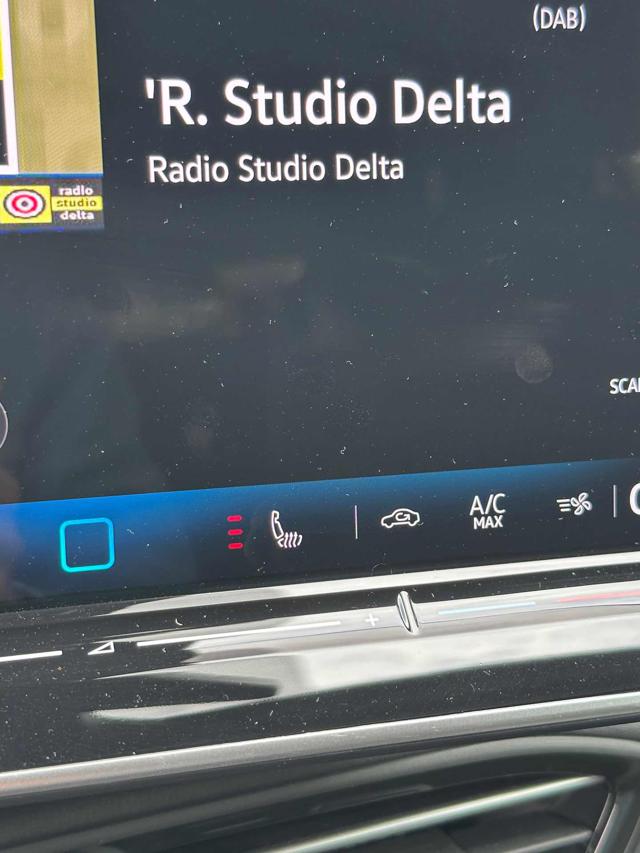 (DAB)
'R. Studio Delta
Radio Studio Delta
radio
studio
delta
A/C
MAX